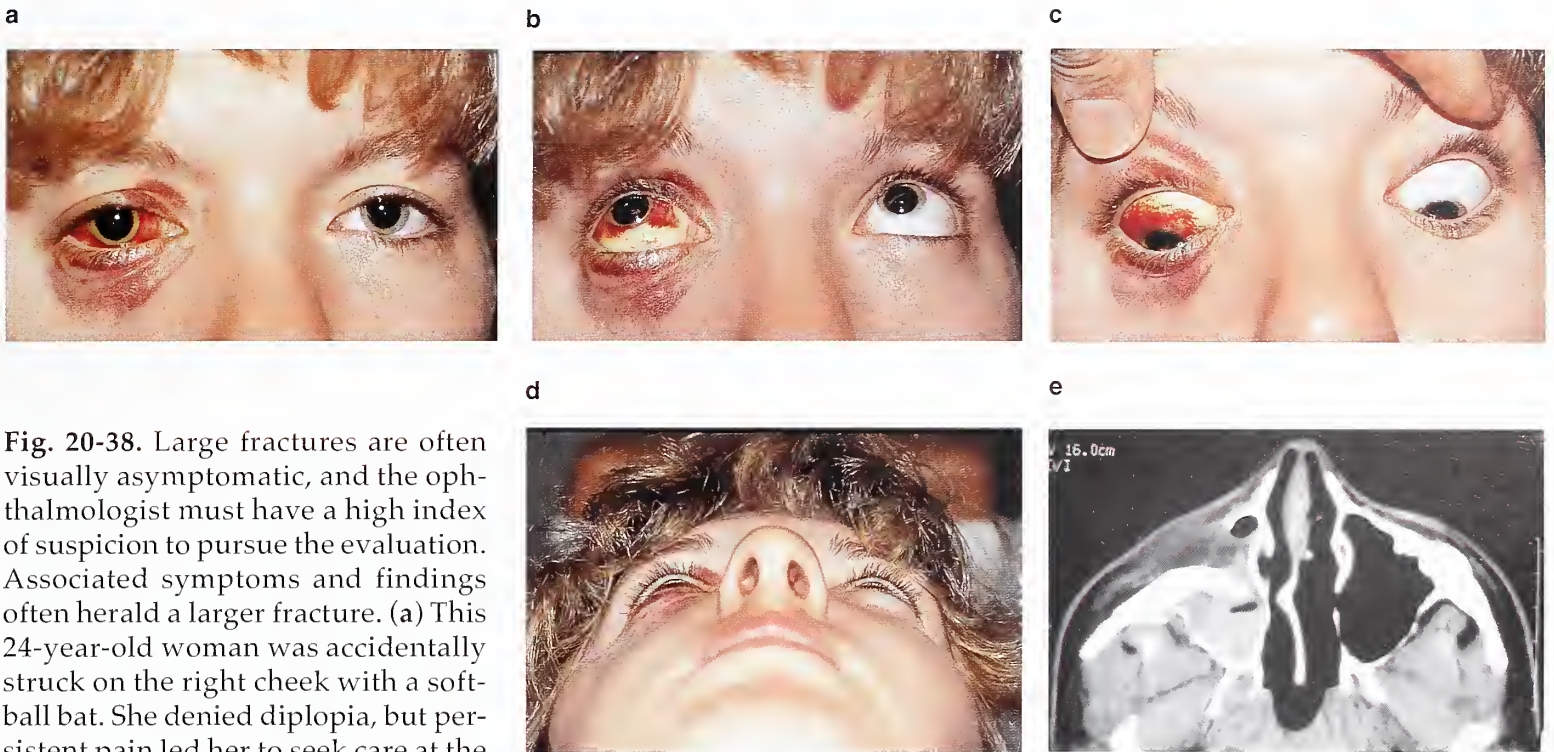 a
b
c
d
e
V 16.0cm
Fig. 20-38. Large fractures are often
visually asymptomatic, and the oph-
thalmologist must have a high index
of suspicion to pursue the evaluation.
Associated symptoms and findings
often herald a larger fracture. (a) This
24-year-old woman was accidentally
struck on the right cheek with a soft-
ball bat. She denied diplopia, but per-
sistent pain led her to seek care at the